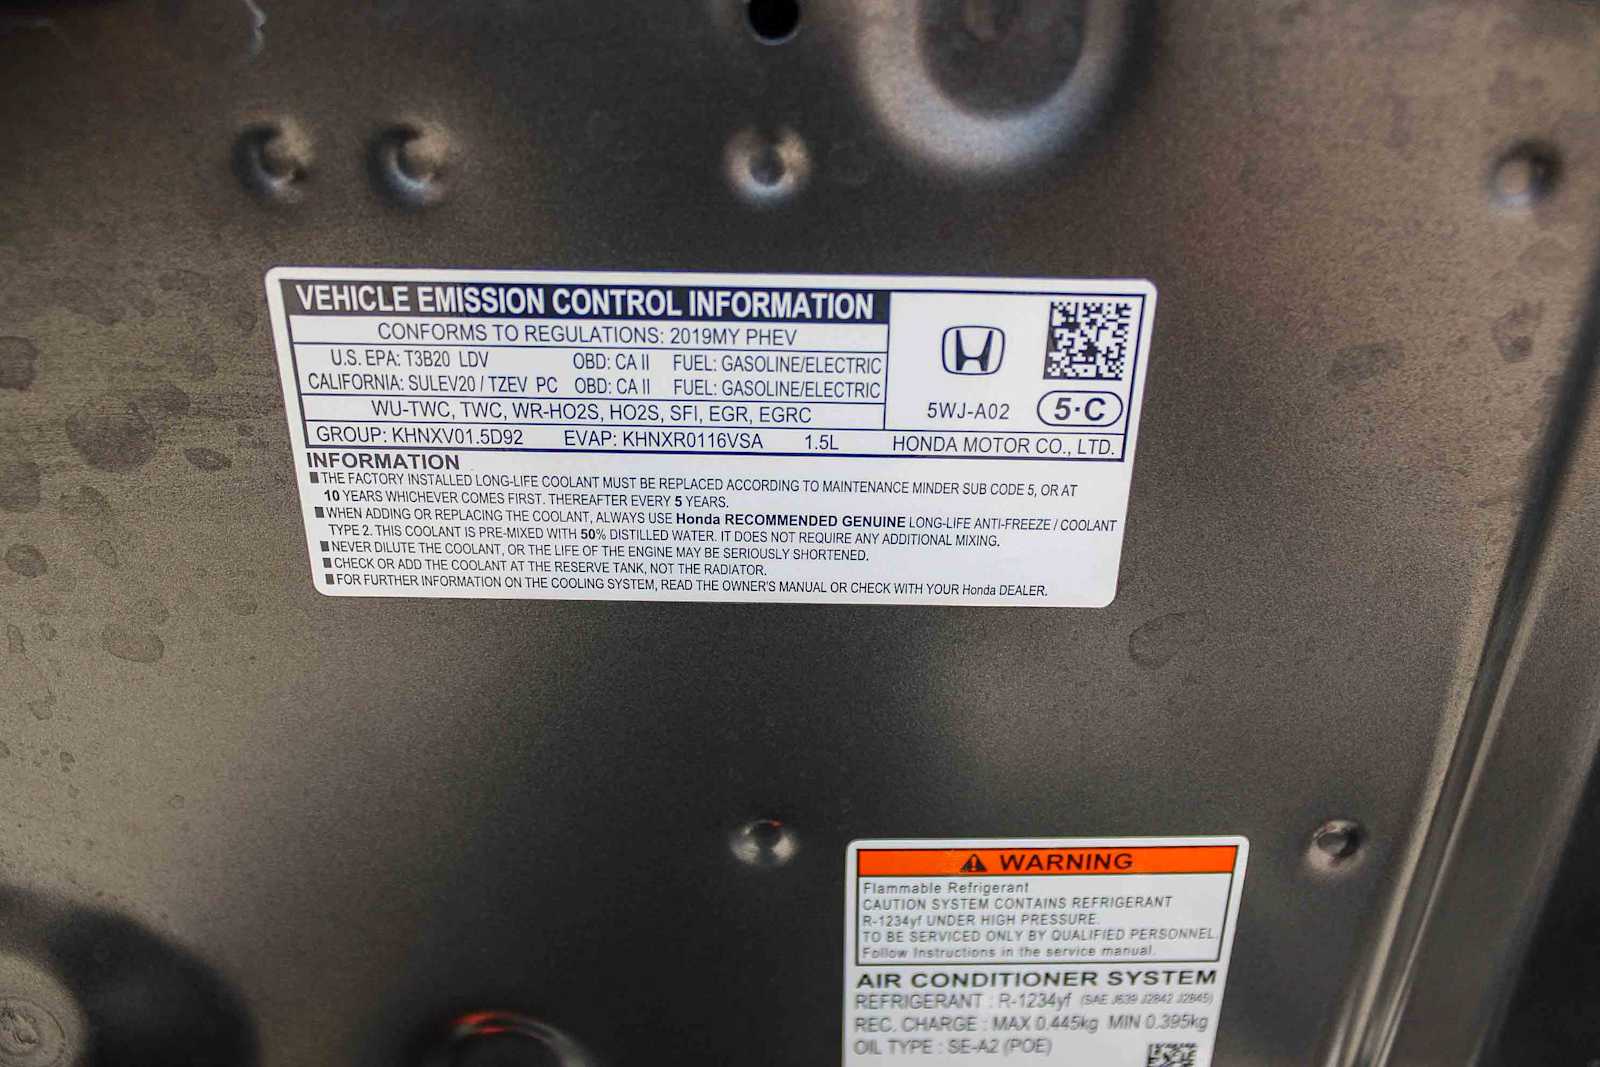 VEHICLE EMISSION CONTROL INFORMATION
CONFORMS TO REGULATIONS: 2019MY PHEV
U.S. EPA: T3B20 LDV OBD: CA II FUEL: GASOLINE/ELECTRIC
CALIFORNIA: SULEV20 / TZEV PC OBD: CA II FUEL: GASOLINE/ELECTRIC
WU-TWC, TWC, WR-HO2S, HO2S, SFI, EGR, EGRC
5WJ-A02 5·C
GROUP: KHNXV01.5D92 EVAP: KHNXR0116VSA 1.5L HONDA MOTOR CO., LTD.
INFORMATION
■THE FACTORY INSTALLED LONG-LIFE COOLANT MUST BE REPLACED ACCORDING TO MAINTENANCE MINDER SUB CODE 5, OR AT
10 YEARS WHICHEVER COMES FIRST. THEREAFTER EVERY 5 YEARS.
■WHEN ADDING OR REPLACING THE COOLANT, ALWAYS USE Honda RECOMMENDED GENUINE LONG-LIFE ANTI-FREEZE / COOLANT
TYPE 2. THIS COOLANT IS PRE-MIXED WITH 50% DISTILLED WATER. IT DOES NOT REQUIRE ANY ADDITIONAL MIXING.
■NEVER DILUTE THE COOLANT, OR THE LIFE OF THE ENGINE MAY BE SERIOUSLY SHORTENED.
■CHECK OR ADD THE COOLANT AT THE RESERVE TANK, NOT THE RADIATOR.
■FOR FURTHER INFORMATION ON THE COOLING SYSTEM, READ THE OWNER'S MANUAL OR CHECK WITH YOUR Honda DEALER.
WARNING
Flammable Refrigerant
CAUTION SYSTEM CONTAINS REFRIGERANT
R-1234yf UNDER HIGH PRESSURE.
TO BE SERVICED ONLY BY QUALIFIED PERSONNEL.
Follow Instructions in the service manual.
AIR CONDITIONER SYSTEM
REFRIGERANT : R-1234yf (SAE J639 J2842 J2845)
REC. CHARGE : MAX 0.445kg MIN 0.395kg
OIL TYPE : SE-A2 (POE)